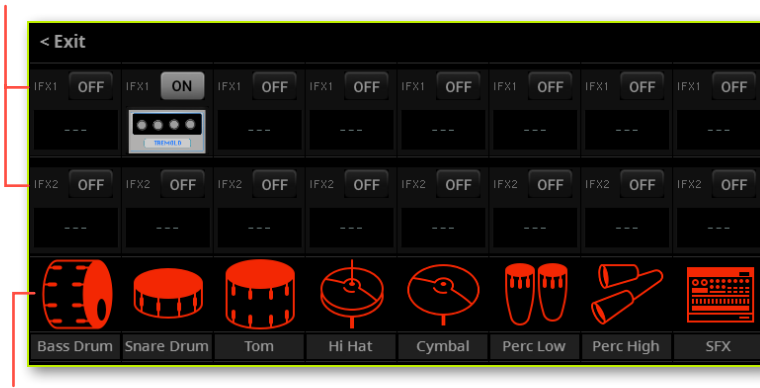 < Exit
IFX1 OFF IFX1 ON IFX1 OFF IFX1 OFF IFX1 OFF IFX1 OFF IFX1 OFF IFX1 OFF
--- TREMOLO --- --- --- --- --- ---
IFX2 OFF IFX2 OFF IFX2 OFF IFX2 OFF IFX2 OFF IFX2 OFF IFX2 OFF IFX2 OFF
--- --- --- --- --- --- --- ---
Bass Drum Snare Drum Tom Hi Hat Cymbal Perc Low Perc High SFX